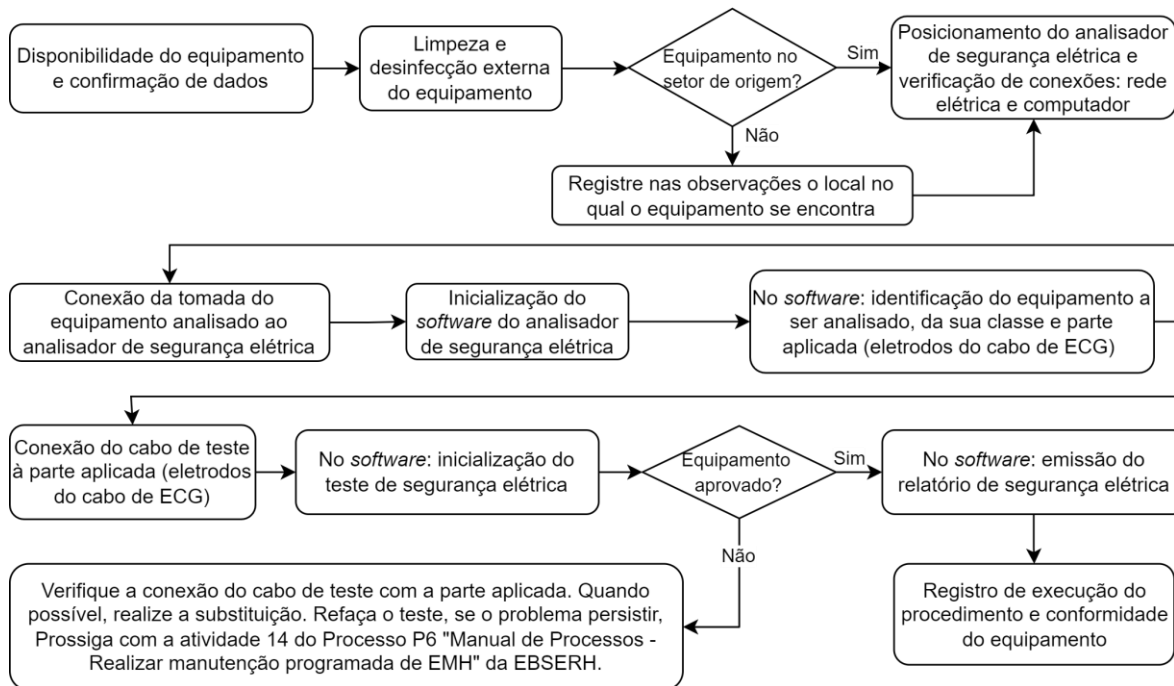 Disponibilidade do equipamento
e confirmação de dados
Limpeza e
desinfecção externa
do equipamento
Equipamento no
setor de origem?
Sim
Posicionamento do analisador
de segurança elétrica e
verificação de conexões: rede
elétrica e computador
Não
Registre nas observações o local no
qual o equipamento se encontra
Conexão da tomada do
equipamento analisado ao
analisador de segurança elétrica
Inicialização do
software do analisador
de segurança elétrica
No software: identificação do equipamento a
ser analisado, da sua classe e parte
aplicada (eletrodos do cabo de ECG)
Conexão do cabo de teste
à parte aplicada (eletrodos
do cabo de ECG)
No software: inicialização do
teste de segurança elétrica
Equipamento
aprovado?
Sim
No software: emissão do
relatório de segurança elétrica
Não
Verifique a conexão do cabo de teste com a parte aplicada. Quando
possível, realize a substituição. Refaça o teste, se o problema persistir,
Prossiga com a atividade 14 do Processo P6 "Manual de Processos -
Realizar manutenção programada de EMH" da EBSERH.
Registro de execução do
procedimento e conformidade
do equipamento